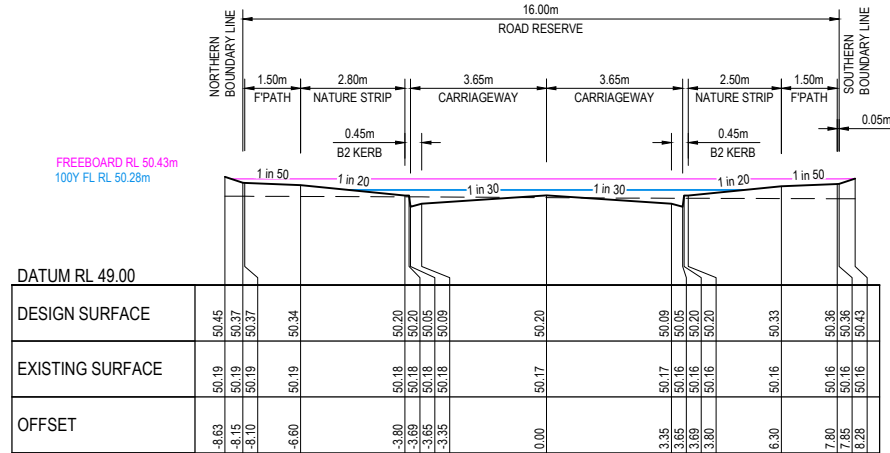 16.00m
ROAD RESERVE
NORTHERN
BOUNDARY LINE
SOUTHERN
BOUNDARY LINE
1.50m
F'PATH
2.80m
NATURE STRIP
3.65m
CARRIAGEWAY
3.65m
CARRIAGEWAY
2.50m
NATURE STRIP
1.50m
F'PATH
0.05m
0.45m
B2 KERB
0.45m
B2 KERB
FREEBOARD RL 50.43m
100Y FL RL 50.28m
1 in 50
1 in 20
1 in 30
1 in 30
1 in 20
1 in 50
DATUM RL 49.00
DESIGN SURFACE 50.45 50.37 50.37 50.34 50.20 50.20 50.05 50.09 50.20 50.09 50.05 50.20 50.20 50.33 50.36 50.36 50.43
EXISTING SURFACE 50.19 50.19 50.19 50.19 50.18 50.18 50.18 50.18 50.17 50.17 50.16 50.16 50.16 50.16 50.16 50.16 50.16
OFFSET -8.63 -8.15 -8.10 -6.60 -3.80 -3.69 -3.65 -3.35 0.00 3.35 3.65 3.69 3.80 6.30 7.80 7.85 8.28